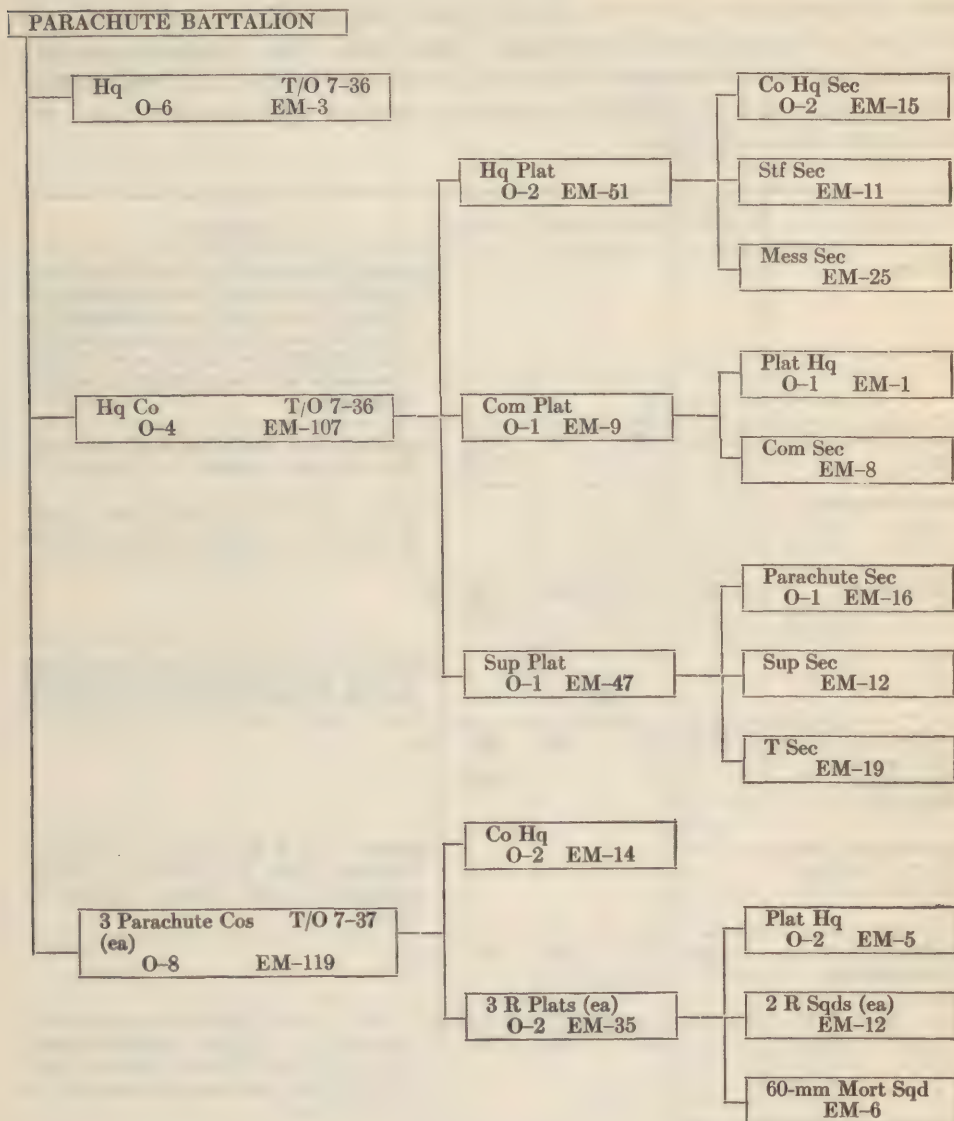 PARACHUTE BATTALION
Hq T/O 7–36
O–6 EM–3
Hq Co T/O 7–36
O–4 EM–107
3 Parachute Cos T/O 7–37
(ea)
O–8 EM–119
Hq Plat
O–2 EM–51
Com Plat
O–1 EM–9
Sup Plat
O–1 EM–47
Co Hq
O–2 EM–14
3 R Plats (ea)
O–2 EM–35
Co Hq Sec
O–2 EM–15
Stf Sec
EM–11
Mess Sec
EM–25
Plat Hq
O–1 EM–1
Com Sec
EM–8
Parachute Sec
O–1 EM–16
Sup Sec
EM–12
T Sec
EM–19
Plat Hq
O–2 EM–5
2 R Sqds (ea)
EM–12
60-mm Mort Sqd
EM–6